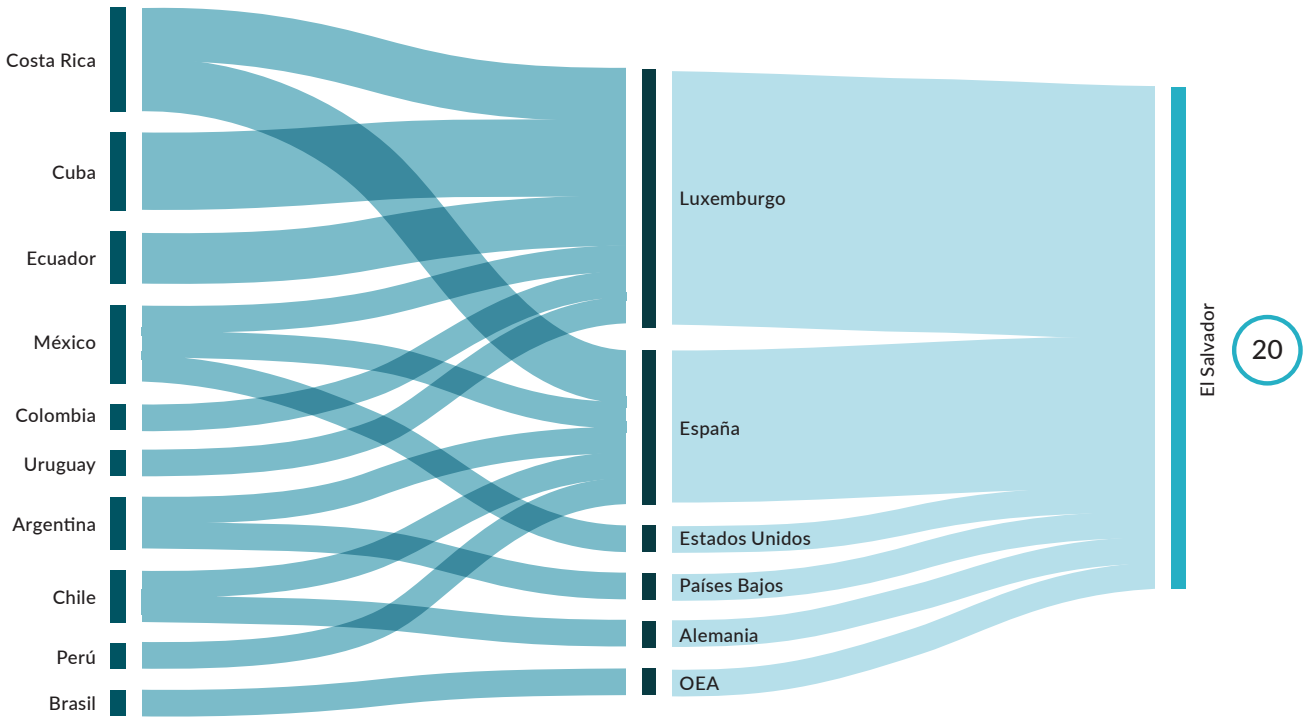 Costa Rica
Cuba
Ecuador
México
Colombia
Uruguay
Argentina
Chile
Perú
Brasil
Luxemburgo
España
Estados Unidos
Países Bajos
Alemania
OEA
El Salvador
20